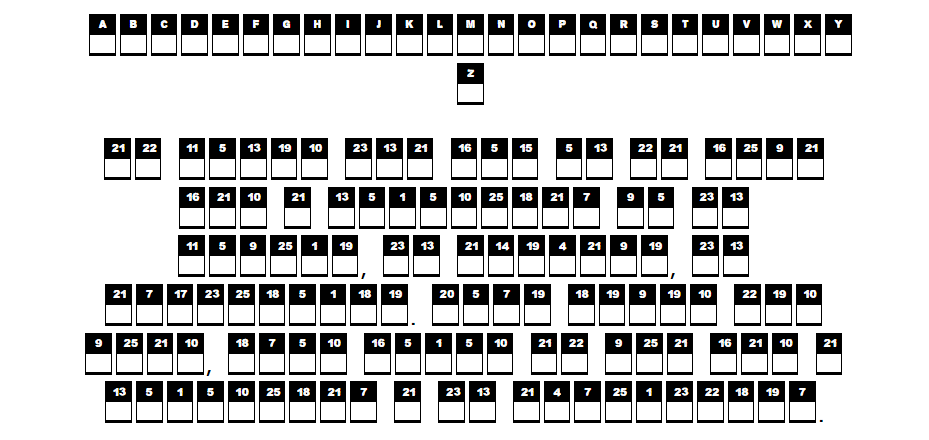 A B C D E F G H I J K L M N O P Q R S T U V W X Y
Z
21 22 11 5 13 19 10 23 13 21 16 5 15 5 13 22 21 16 25 9 21
16 21 10 21 13 5 1 5 10 25 18 21 7 9 5 23 13
11 5 9 25 1 19 , 23 13 21 14 19 4 21 9 19 , 23 13
21 7 17 23 25 18 5 1 18 19 . 20 5 7 19 18 19 9 19 10 22 19 10
9 25 21 10 , 18 7 5 10 16 5 1 5 10 21 22 9 25 21 16 21 10 21
13 5 1 5 10 25 18 21 7 21 23 13 21 4 7 25 1 23 22 18 19 7 .